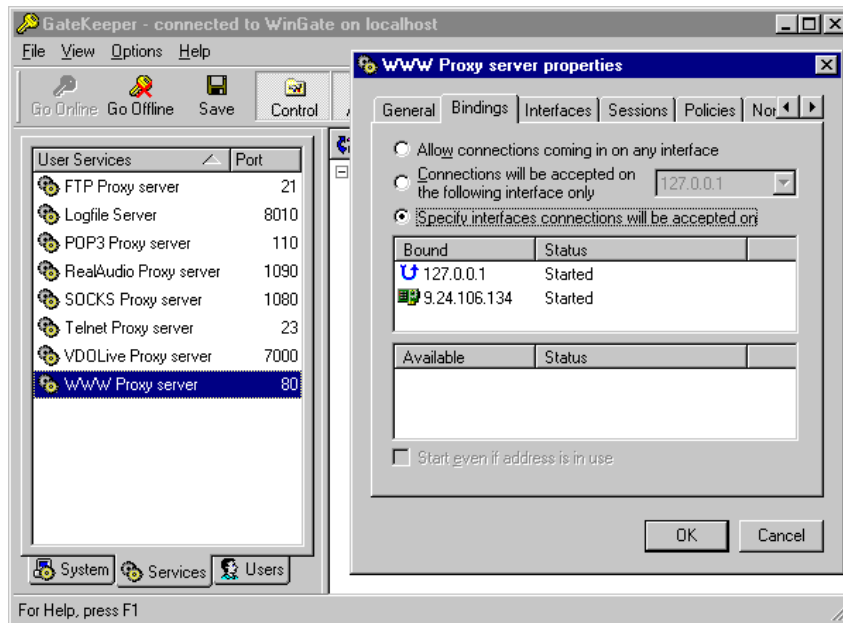 GateKeeper - connected to WinGate on localhost
File View Options Help
Go Online Go Offline Save Control
User Services Port
FTP Proxy server 21
Logfile Server 8010
POP3 Proxy server 110
RealAudio Proxy server 1090
SOCKS Proxy server 1080
Telnet Proxy server 23
VDOLive Proxy server 7000
WWW Proxy server 80
System Services Users
For Help, press F1
WWW Proxy server properties
General Bindings Interfaces Sessions Policies
Allow connections coming in on any interface
Connections will be accepted on
the following interface only
127.0.0.1
Specify interfaces connections will be accepted on
Bound Status
127.0.0.1 Started
9.24.106.134 Started
Available Status
Start even if address is in use
OK Cancel